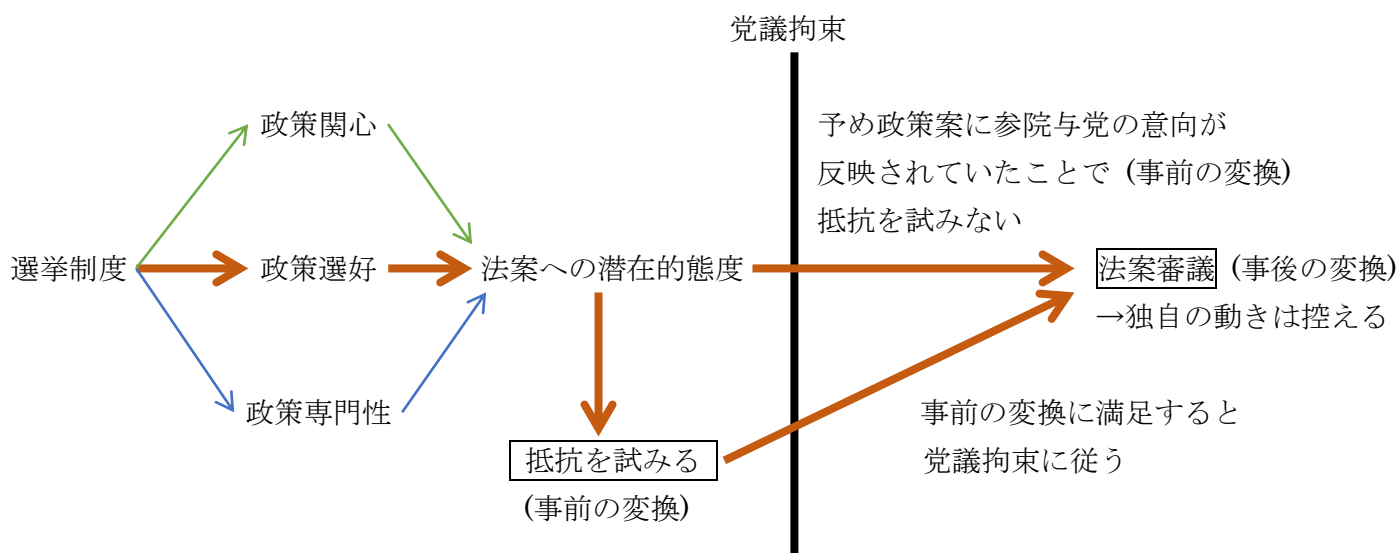 党議拘束
政策関心
予め政策案に参院与党の意向が
反映されていたことで (事前の変換)
抵抗を試みない
選挙制度
政策選好
法案への潜在的態度
法案審議 (事後の変換)
→独自の動きは控える
政策専門性
事前の変換に満足すると
党議拘束に従う
抵抗を試みる
(事前の変換)